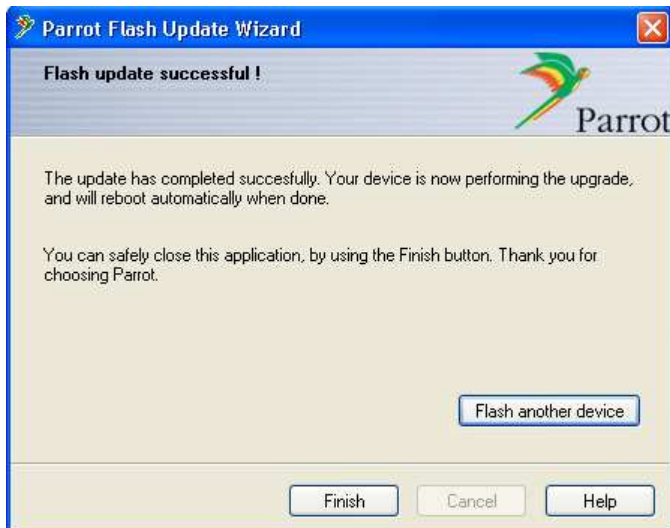 Parrot Flash Update Wizard
Flash update successful !
Parrot
The update has completed succesfully. Your device is now performing the upgrade,
and will reboot automatically when done.
You can safely close this application, by using the Finish button. Thank you for
choosing Parrot.
Flash another device
Finish
Cancel
Help